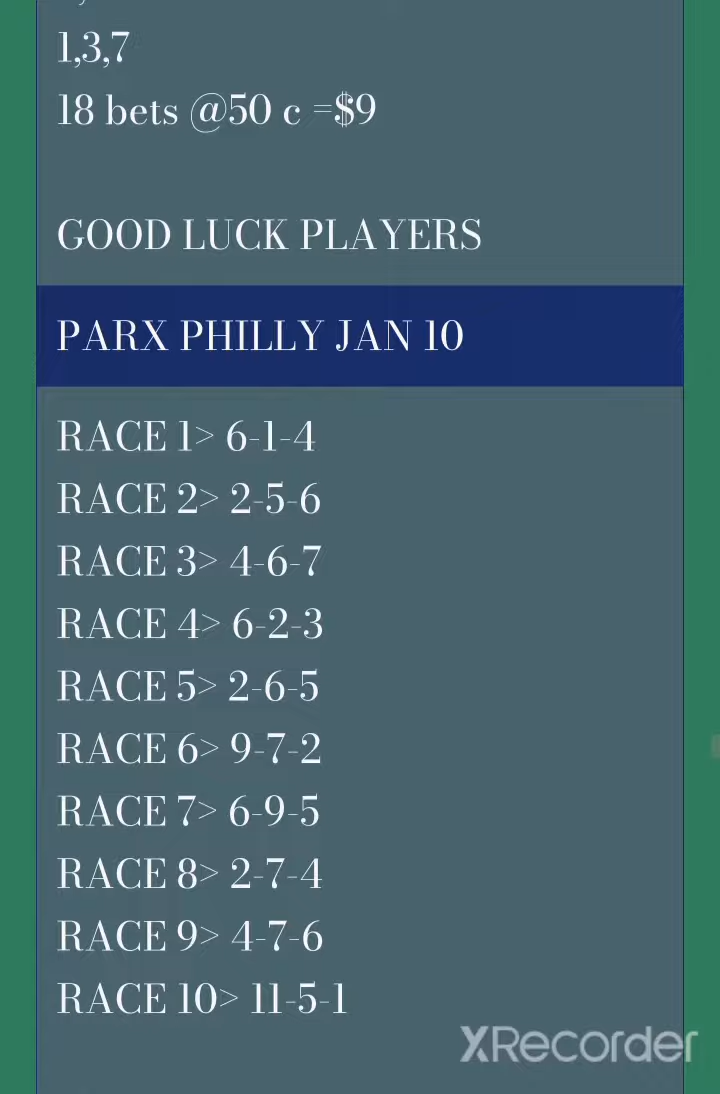 1,3,7
18 bets @50 c =$9
GOOD LUCK PLAYERS
PARX PHILLY JAN 10
RACE 1> 6-1-4
RACE 2> 2-5-6
RACE 3> 4-6-7
RACE 4> 6-2-3
RACE 5> 2-6-5
RACE 6> 9-7-2
RACE 7> 6-9-5
RACE 8> 2-7-4
RACE 9> 4-7-6
RACE 10> 11-5-1
XRecorder